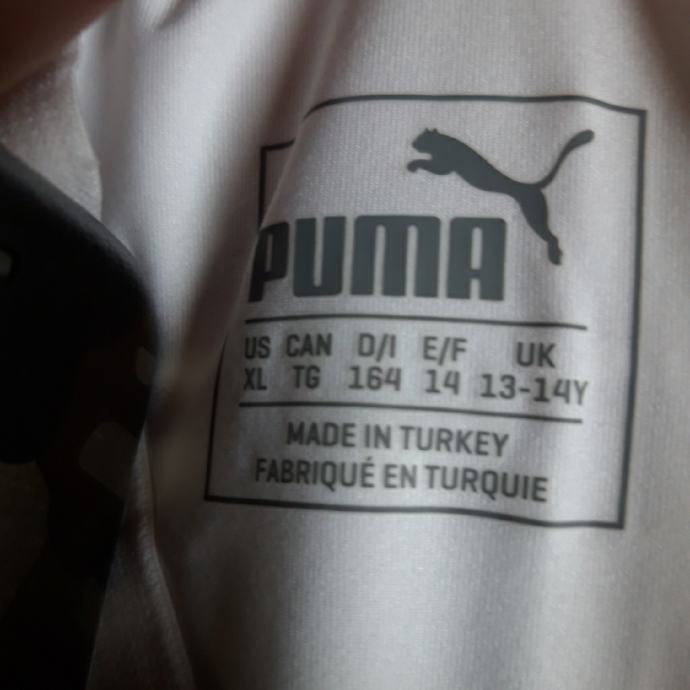 PUMA
US CAN D/I E/F UK
XL TG 164 14 13-14Y
MADE IN TURKEY
FABRIQUÉ EN TURQUIE